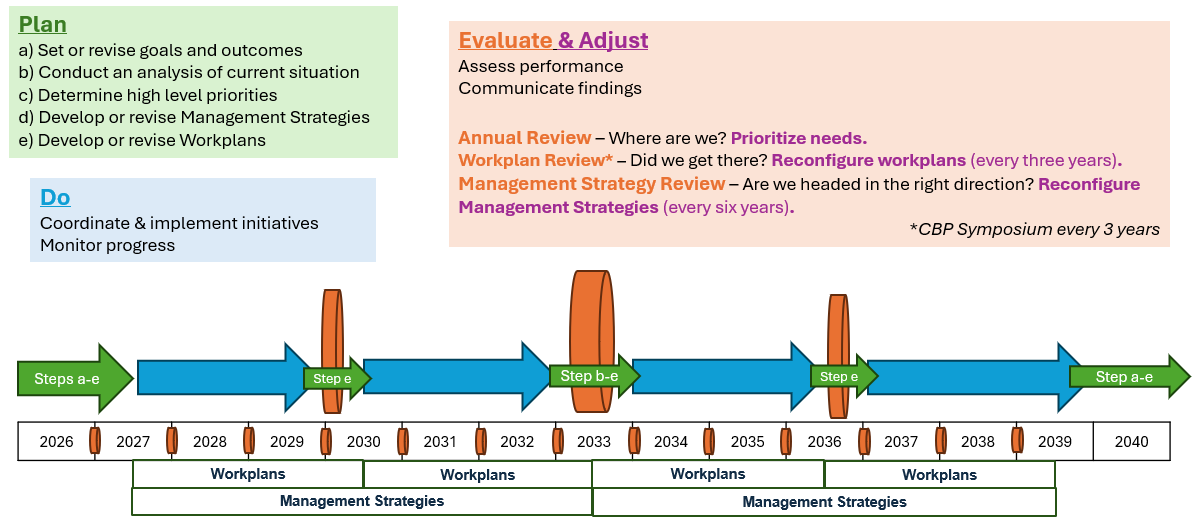 Plan
a) Set or revise goals and outcomes
b) Conduct an analysis of current situation
c) Determine high level priorities
d) Develop or revise Management Strategies
e) Develop or revise Workplans
Do
Coordinate & implement initiatives
Monitor progress
Evaluate & Adjust
Assess performance
Communicate findings
Annual Review – Where are we? Prioritize needs.
Workplan Review* – Did we get there? Reconfigure workplans (every three years).
Management Strategy Review – Are we headed in the right direction? Reconfigure
Management Strategies (every six years).
*CBP Symposium every 3 years
Steps a-e
Step e
Step b-e
Step e
Step a-e
2026 2027 2028 2029 2030 2031 2032 2033 2034 2035 2036 2037 2038 2039 2040
Workplans Workplans Workplans Workplans
Management Strategies Management Strategies